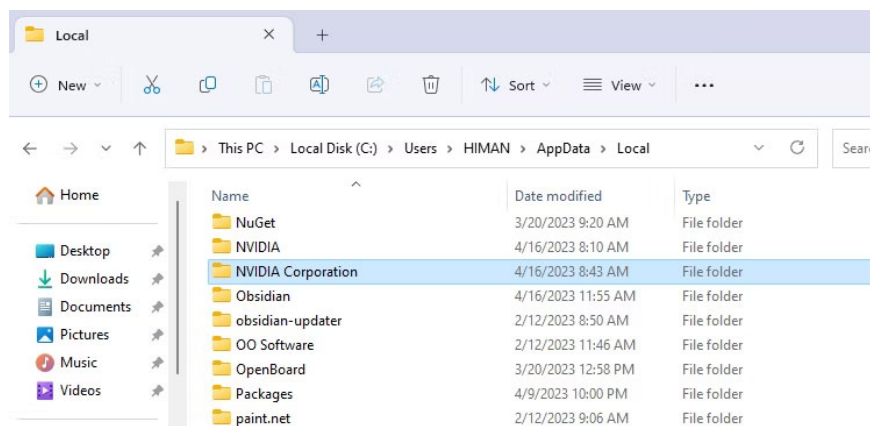 Local
New
Sort
View
This PC > Local Disk (C:) > Users > HIMAN > AppData > Local
Home
Desktop
Downloads
Documents
Pictures
Music
Videos
Name Date modified Type
NuGet 3/20/2023 9:20 AM File folder
NVIDIA 4/16/2023 8:10 AM File folder
NVIDIA Corporation 4/16/2023 8:43 AM File folder
Obsidian 4/16/2023 11:55 AM File folder
obsidian-updater 2/12/2023 8:50 AM File folder
OO Software 2/12/2023 11:46 AM File folder
OpenBoard 3/20/2023 12:58 PM File folder
Packages 4/9/2023 10:00 PM File folder
paint.net 2/12/2023 9:06 AM File folder